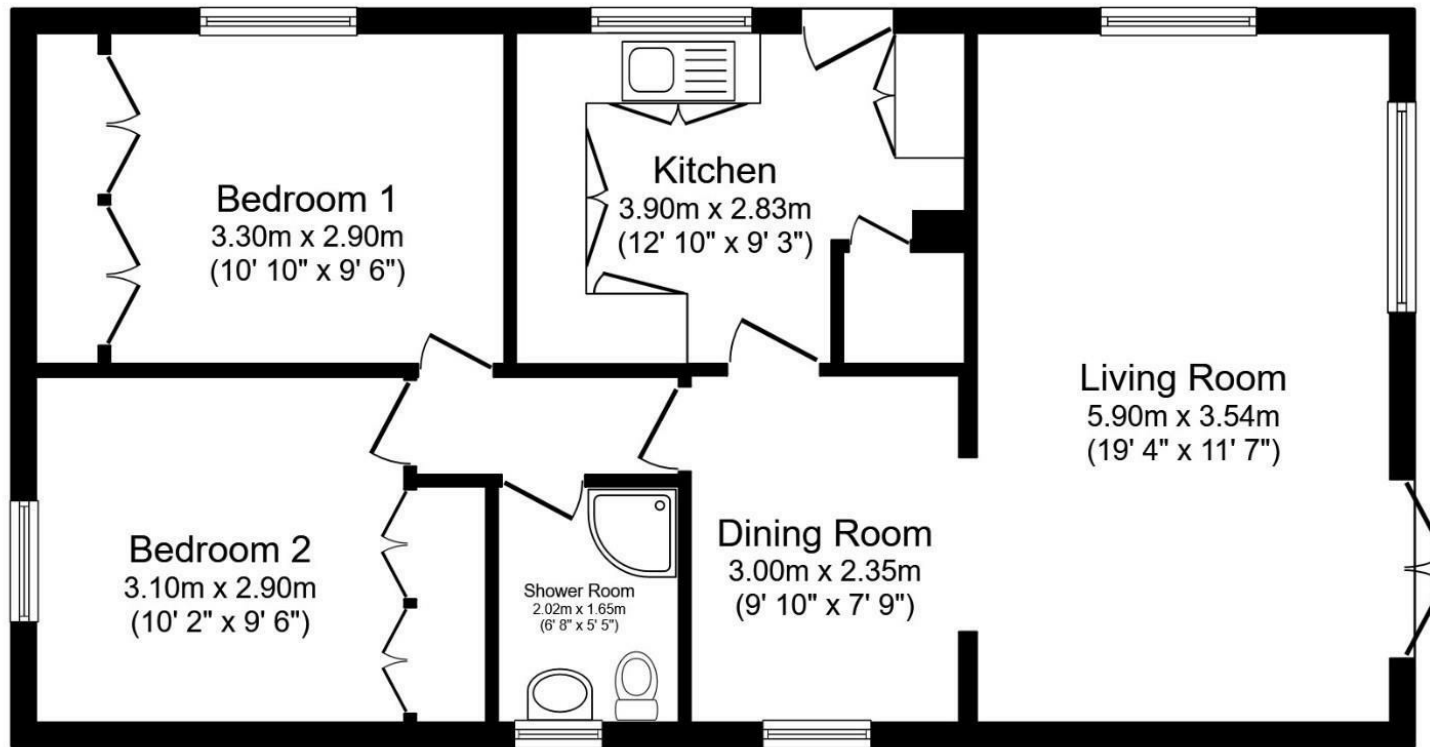 Bedroom 1
3.30m x 2.90m
(10' 10" x 9' 6")
Kitchen
3.90m x 2.83m
(12' 10" x 9' 3")
Living Room
5.90m x 3.54m
(19' 4" x 11' 7")
Bedroom 2
3.10m x 2.90m
(10' 2" x 9' 6")
Shower Room
2.02m x 1.65m
(6' 8" x 5' 5")
Dining Room
3.00m x 2.35m
(9' 10" x 7' 9")